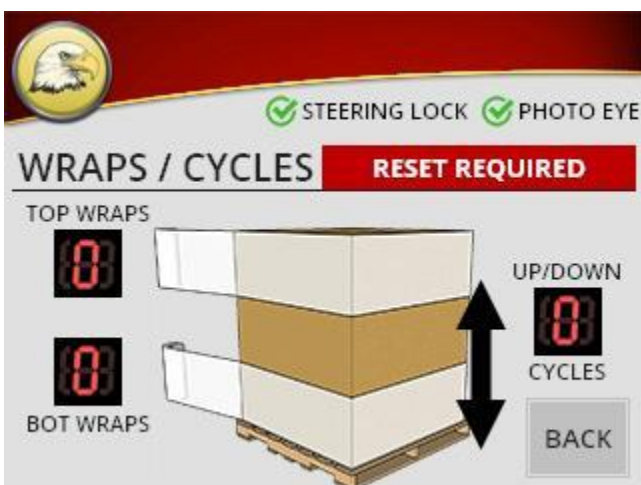 STEERING LOCK PHOTO EYE
WRAPS / CYCLES RESET REQUIRED
TOP WRAPS
0
UP/DOWN
0
CYCLES
0
BOT WRAPS
BACK